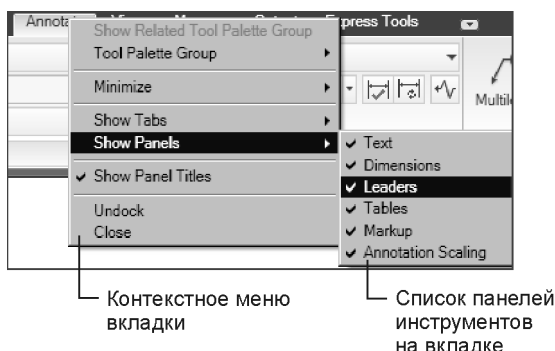 Express Tools
Show Related Tool Palette Group
Tool Palette Group
Minimize
Multil
Show Tabs
Show Panels
Text
Dimensions
Show Panel Titles
Leaders
Tables
Undock
Markup
Close
Annotation Scaling
Контекстное меню
вкладки
Список панелей
инструментов
на вкладке